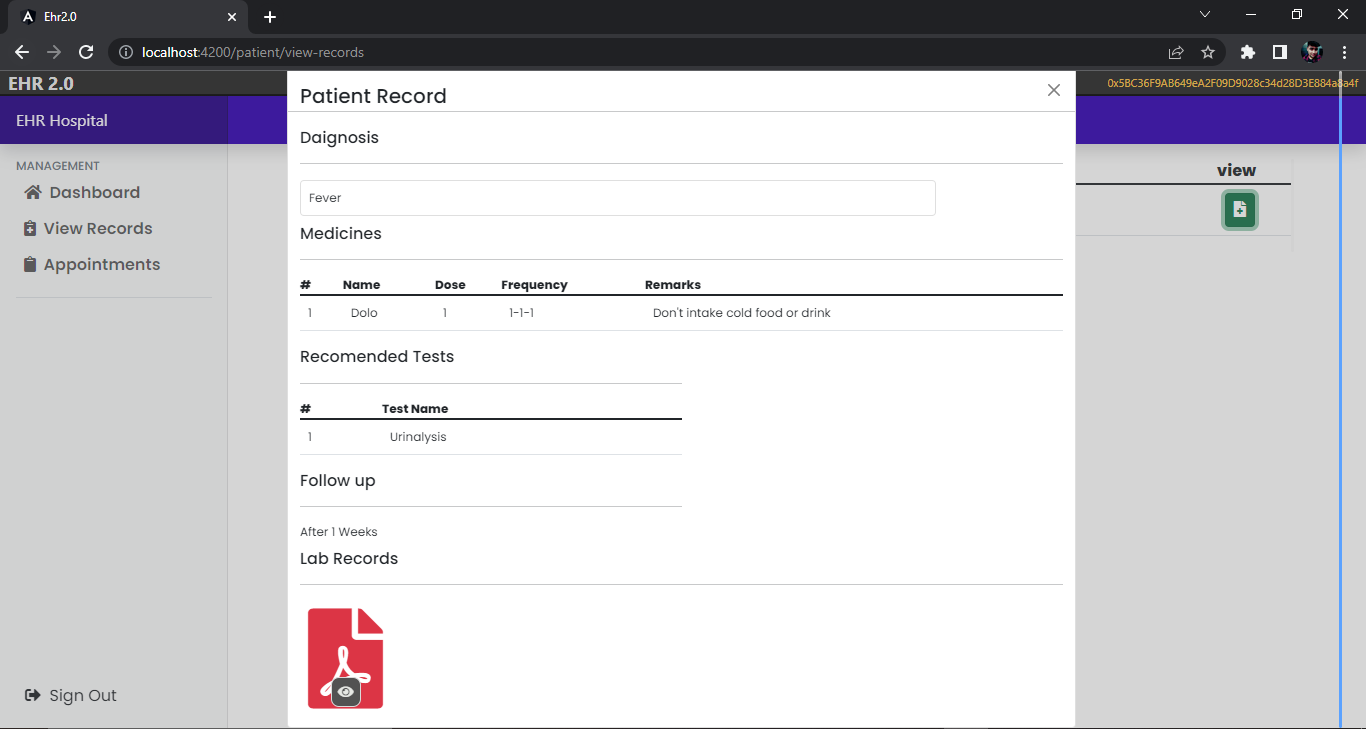 Ehr2.0
localhost:4200/patient/view-records
EHR 2.0
0x5BC36F9AB649eA2F09D9028c34d28D3E884a8a4f
EHR Hospital
MANAGEMENT
Dashboard
View Records
Appointments
Sign Out
view
Patient Record
Daignosis
Fever
Medicines
# Name Dose Frequency Remarks
1 Dolo 1 1-1-1 Don't intake cold food or drink
Recomended Tests
# Test Name
1 Urinalysis
Follow up
After 1 Weeks
Lab Records